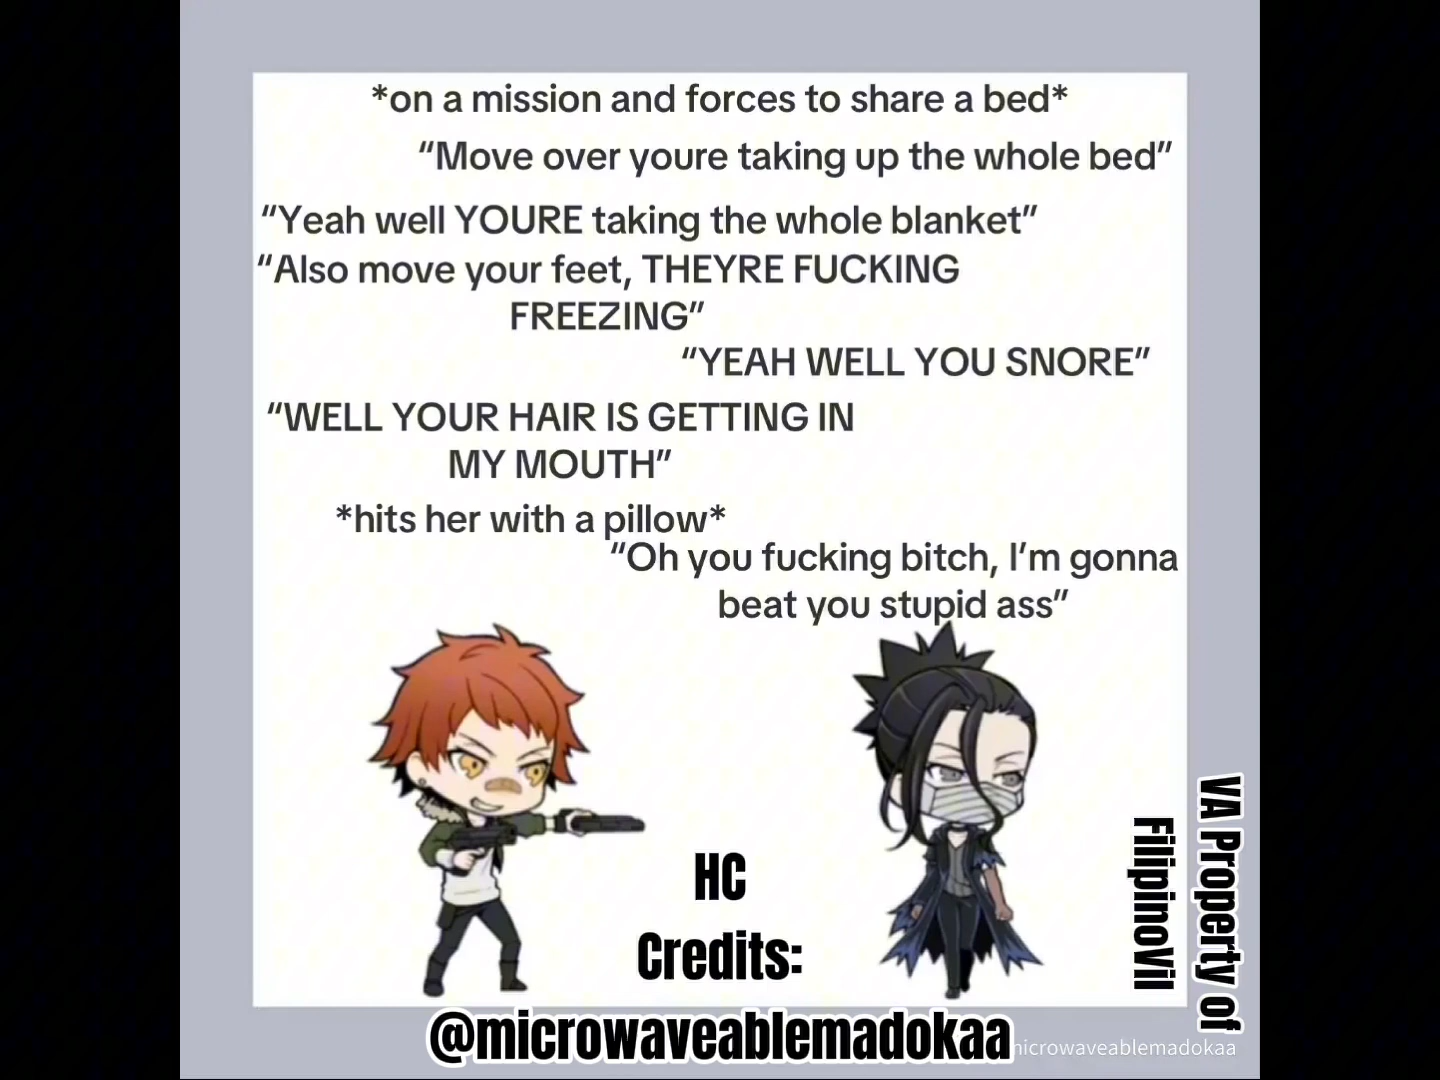 *on a mission and forces to share a bed*
“Move over youre taking up the whole bed”
“Yeah well YOURE taking the whole blanket”
“Also move your feet, THEYRE FUCKING
FREEZING”
“YEAH WELL YOU SNORE”
“WELL YOUR HAIR IS GETTING IN
MY MOUTH”
*hits her with a pillow*
“Oh you fucking bitch, I’m gonna
beat you stupid ass”
HC
Credits:
@microwaveablemadokaa
VA Property of
FilipinoVil
microwaveablemadokaa